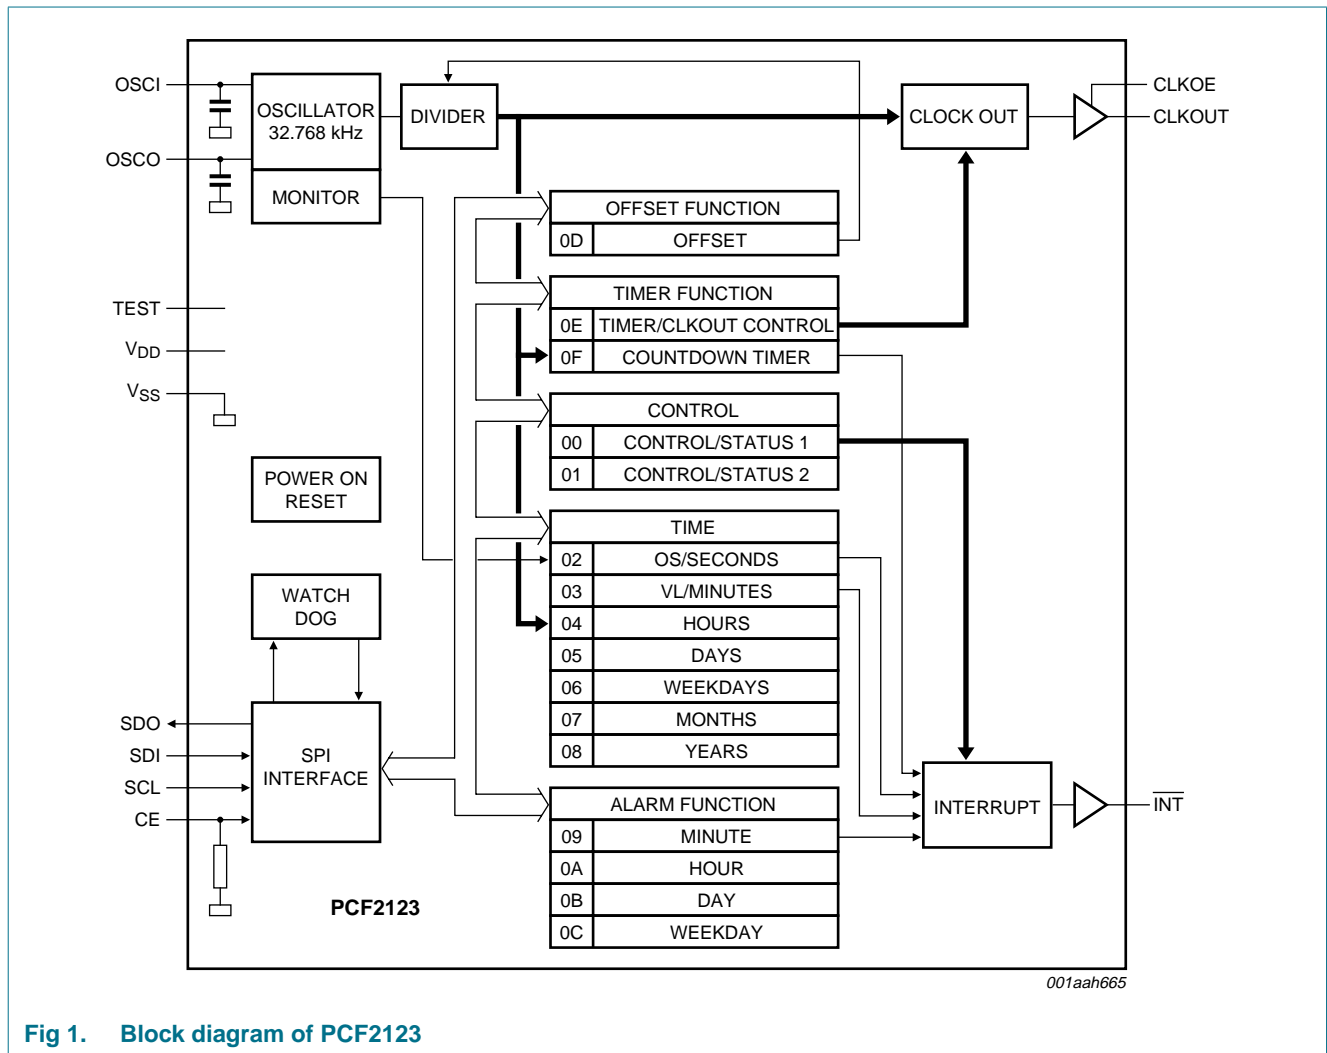 OSCI
OSCO
OSCILLATOR
32.768 kHz
MONITOR
DIVIDER
CLOCK OUT
CLKOE
CLKOUT
TEST
VDD
VSS
POWER ON
RESET
WATCH
DOG
SDO
SDI
SCL
CE
SPI
INTERFACE
PCF2123
OFFSET FUNCTION
0D OFFSET
TIMER FUNCTION
0E TIMER/CLKOUT CONTROL
0F COUNTDOWN TIMER
CONTROL
00 CONTROL/STATUS 1
01 CONTROL/STATUS 2
TIME
02 OS/SECONDS
03 VL/MINUTES
04 HOURS
05 DAYS
06 WEEKDAYS
07 MONTHS
08 YEARS
ALARM FUNCTION
09 MINUTE
0A HOUR
0B DAY
0C WEEKDAY
INTERRUPT
INT
001aah665
Fig 1. Block diagram of PCF2123